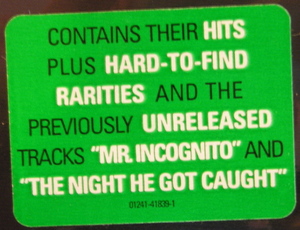 CONTAINS THEIR HITS
PLUS HARD-TO-FIND
RARITIES AND THE
PREVIOUSLY UNRELEASED
TRACKS "MR. INCOGNITO" AND
"THE NIGHT HE GOT CAUGHT"
01241-41839-1